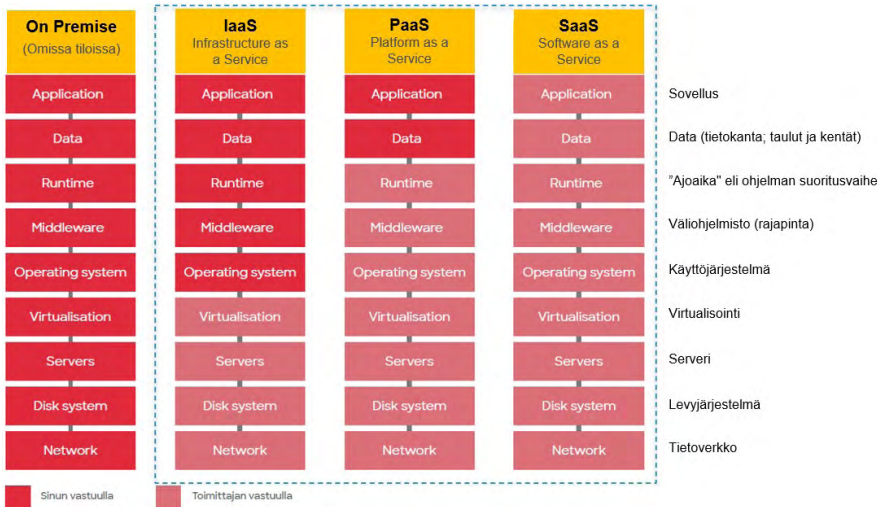 On Premise
(Omissa tiloissa)
IaaS
Infrastructure as
a Service
PaaS
Platform as a
Service
SaaS
Software as a
Service
Application
Application
Application
Application
Sovellus
Data
Data
Data
Data
Data (tietokanta; taulut ja kentät)
Runtime
Runtime
Runtime
Runtime
"Ajoaika" eli ohjelman suoritusvaihe
Middleware
Middleware
Middleware
Middleware
Väliohjelmisto (rajapinta)
Operating system
Operating system
Operating system
Operating system
Käyttöjärjestelmä
Virtualisation
Virtualisation
Virtualisation
Virtualisation
Virtualisointi
Servers
Servers
Servers
Servers
Serveri
Disk system
Disk system
Disk system
Disk system
Levyjärjestelmä
Network
Network
Network
Network
Tietoverkko
Sinun vastuulla
Toimittajan vastuulla